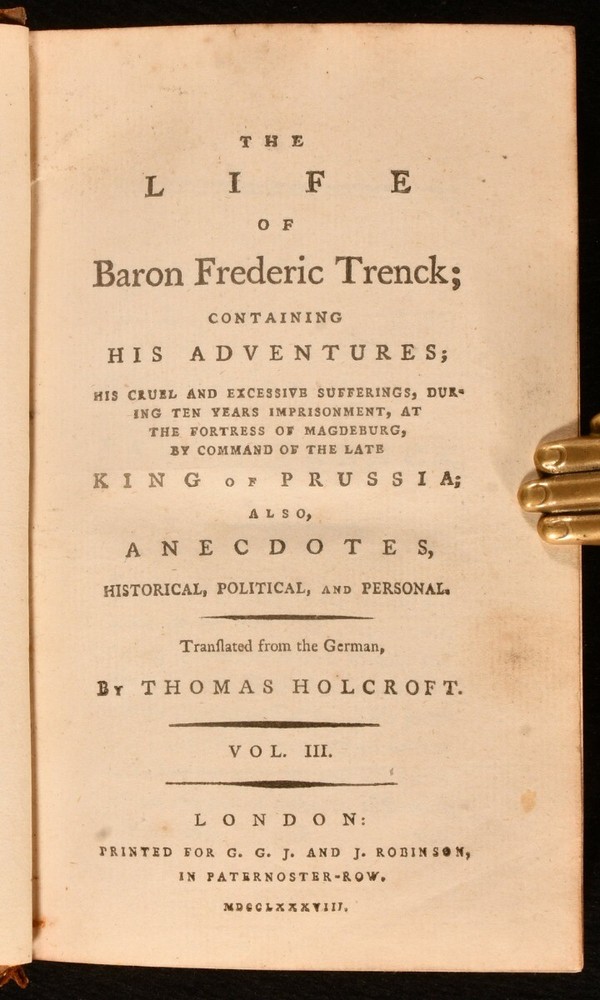 THE
LIFE
OF
Baron Frederic Trenck;
CONTAINING
HIS ADVENTURES;
HIS CRUEL AND EXCESSIVE SUFFERINGS, DUR-
ING TEN YEARS IMPRISONMENT, AT
THE FORTRESS OF MAGDEBURG,
BY COMMAND OF THE LATE
KING OF PRUSSIA;
ALSO,
ANECDOTES,
HISTORICAL, POLITICAL, AND PERSONAL.
Tranſlated from the German,
BY THOMAS HOLCROFT.
VOL. III.
LONDON:
PRINTED FOR G. G. J. AND J. ROBINSON,
IN PATERNOSTER-ROW.
MDCCLXXXVIII.